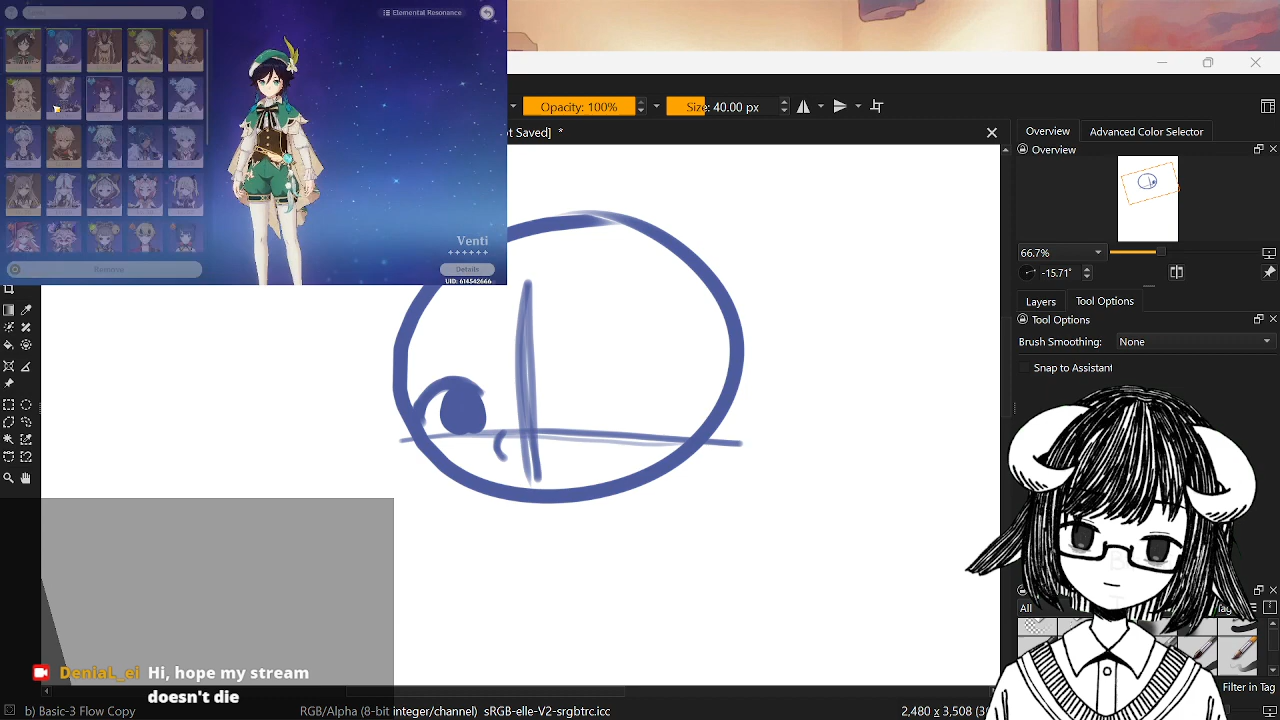 Elemental Resonance
Venti
Details
Remove
UID: 614542666
Opacity: 100%
Size: 40.00 px
ot Saved] *
Overview
Advanced Color Selector
Overview
66.7%
-15.71°
Layers
Tool Options
Tool Options
Brush Smoothing: None
Snap to Assistant
All
Tag
Filter in Tag
DeniaL_ei Hi, hope my stream
doesn't die
b) Basic-3 Flow Copy
RGB/Alpha (8-bit integer/channel) sRGB-elle-V2-srgbtrc.icc
2,480 x 3,508 (3